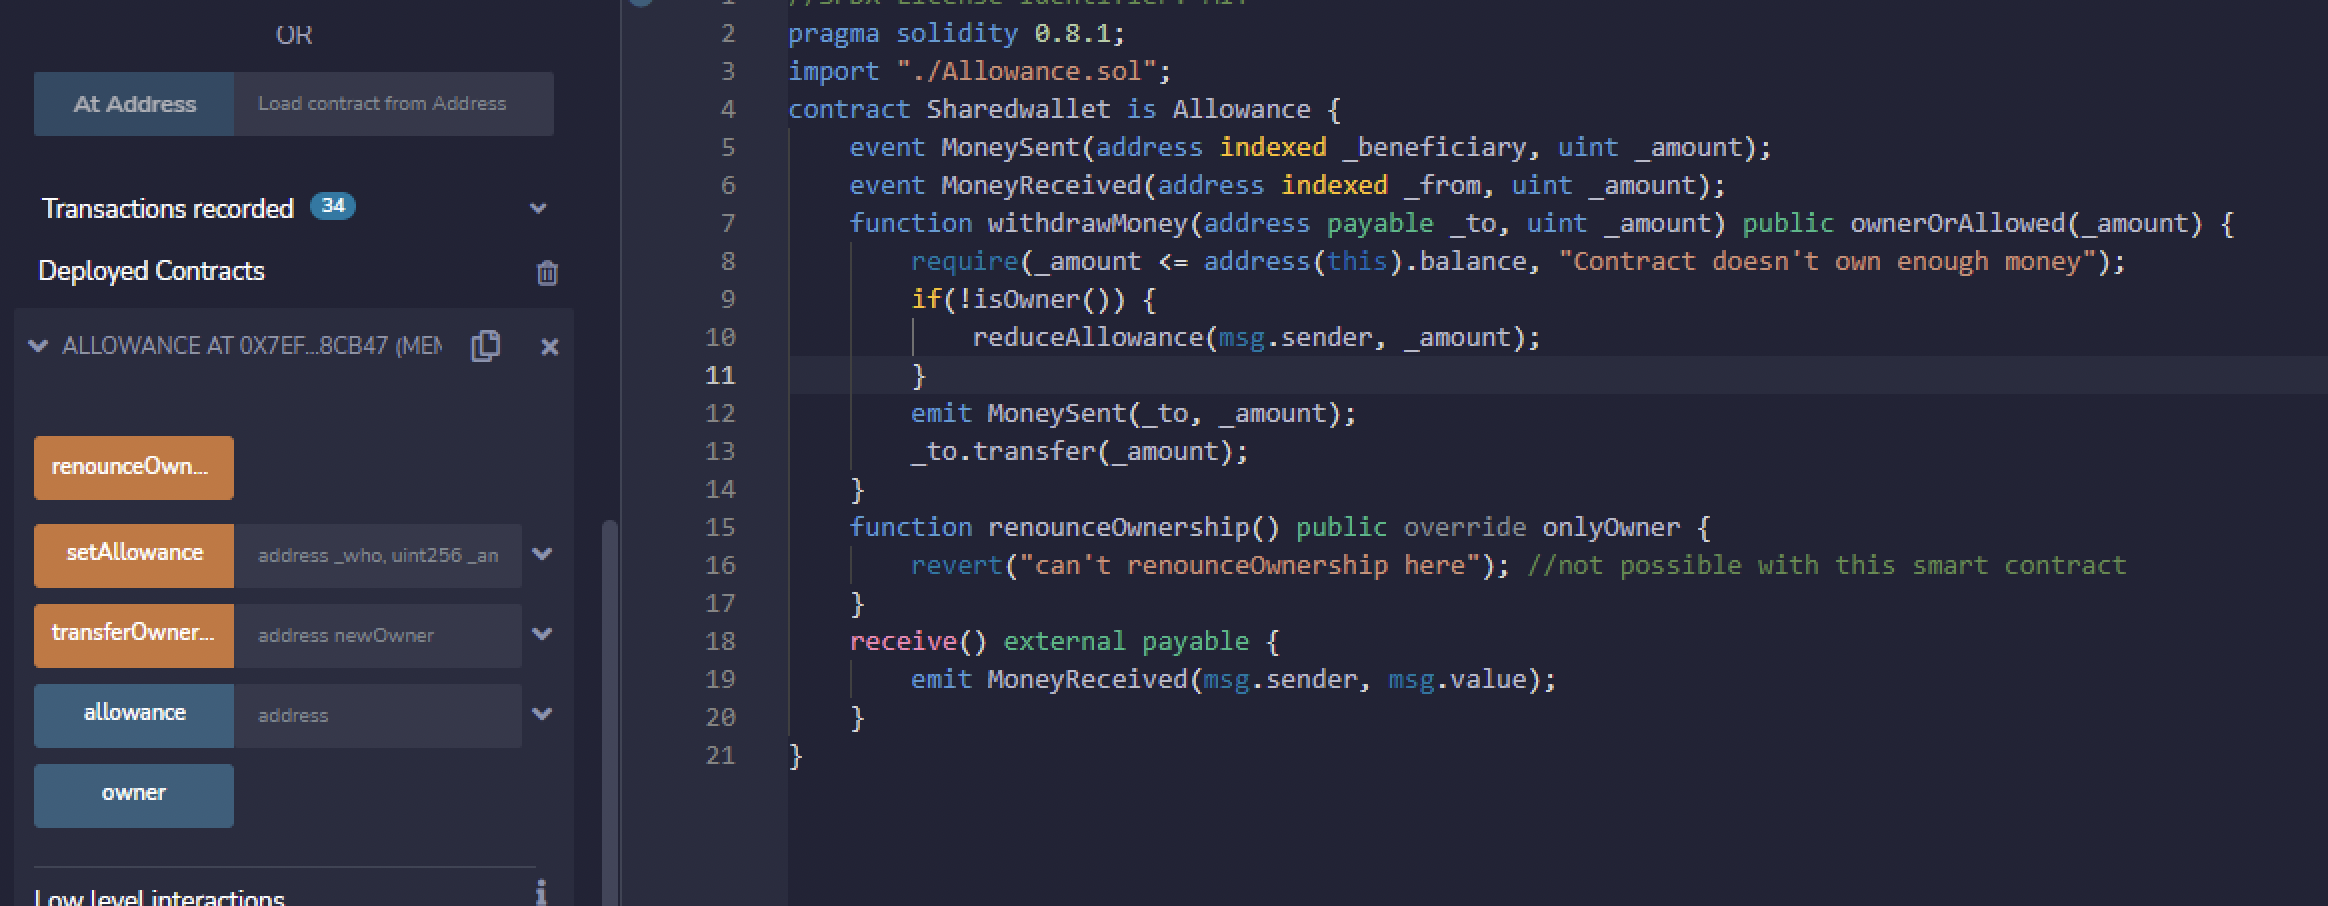 OR
At Address Load contract from Address
Transactions recorded 34
Deployed Contracts
ALLOWANCE AT 0X7EF...8CB47 (MEM
renounceOwn...
setAllowance address _who, uint256 _am
transferOwner... address newOwner
allowance address
owner
Low level interactions
1 //SPDX-License-Identifier: MIT
2 pragma solidity 0.8.1;
3 import "./Allowance.sol";
4 contract Sharedwallet is Allowance {
5 event MoneySent(address indexed _beneficiary, uint _amount);
6 event MoneyReceived(address indexed _from, uint _amount);
7 function withdrawMoney(address payable _to, uint _amount) public ownerOrAllowed(_amount) {
8 require(_amount <= address(this).balance, "Contract doesn't own enough money");
9 if(!isOwner()) {
10 reduceAllowance(msg.sender, _amount);
11 }
12 emit MoneySent(_to, _amount);
13 _to.transfer(_amount);
14 }
15 function renounceOwnership() public override onlyOwner {
16 revert("can't renounceOwnership here"); //not possible with this smart contract
17 }
18 receive() external payable {
19 emit MoneyReceived(msg.sender, msg.value);
20 }
21 }